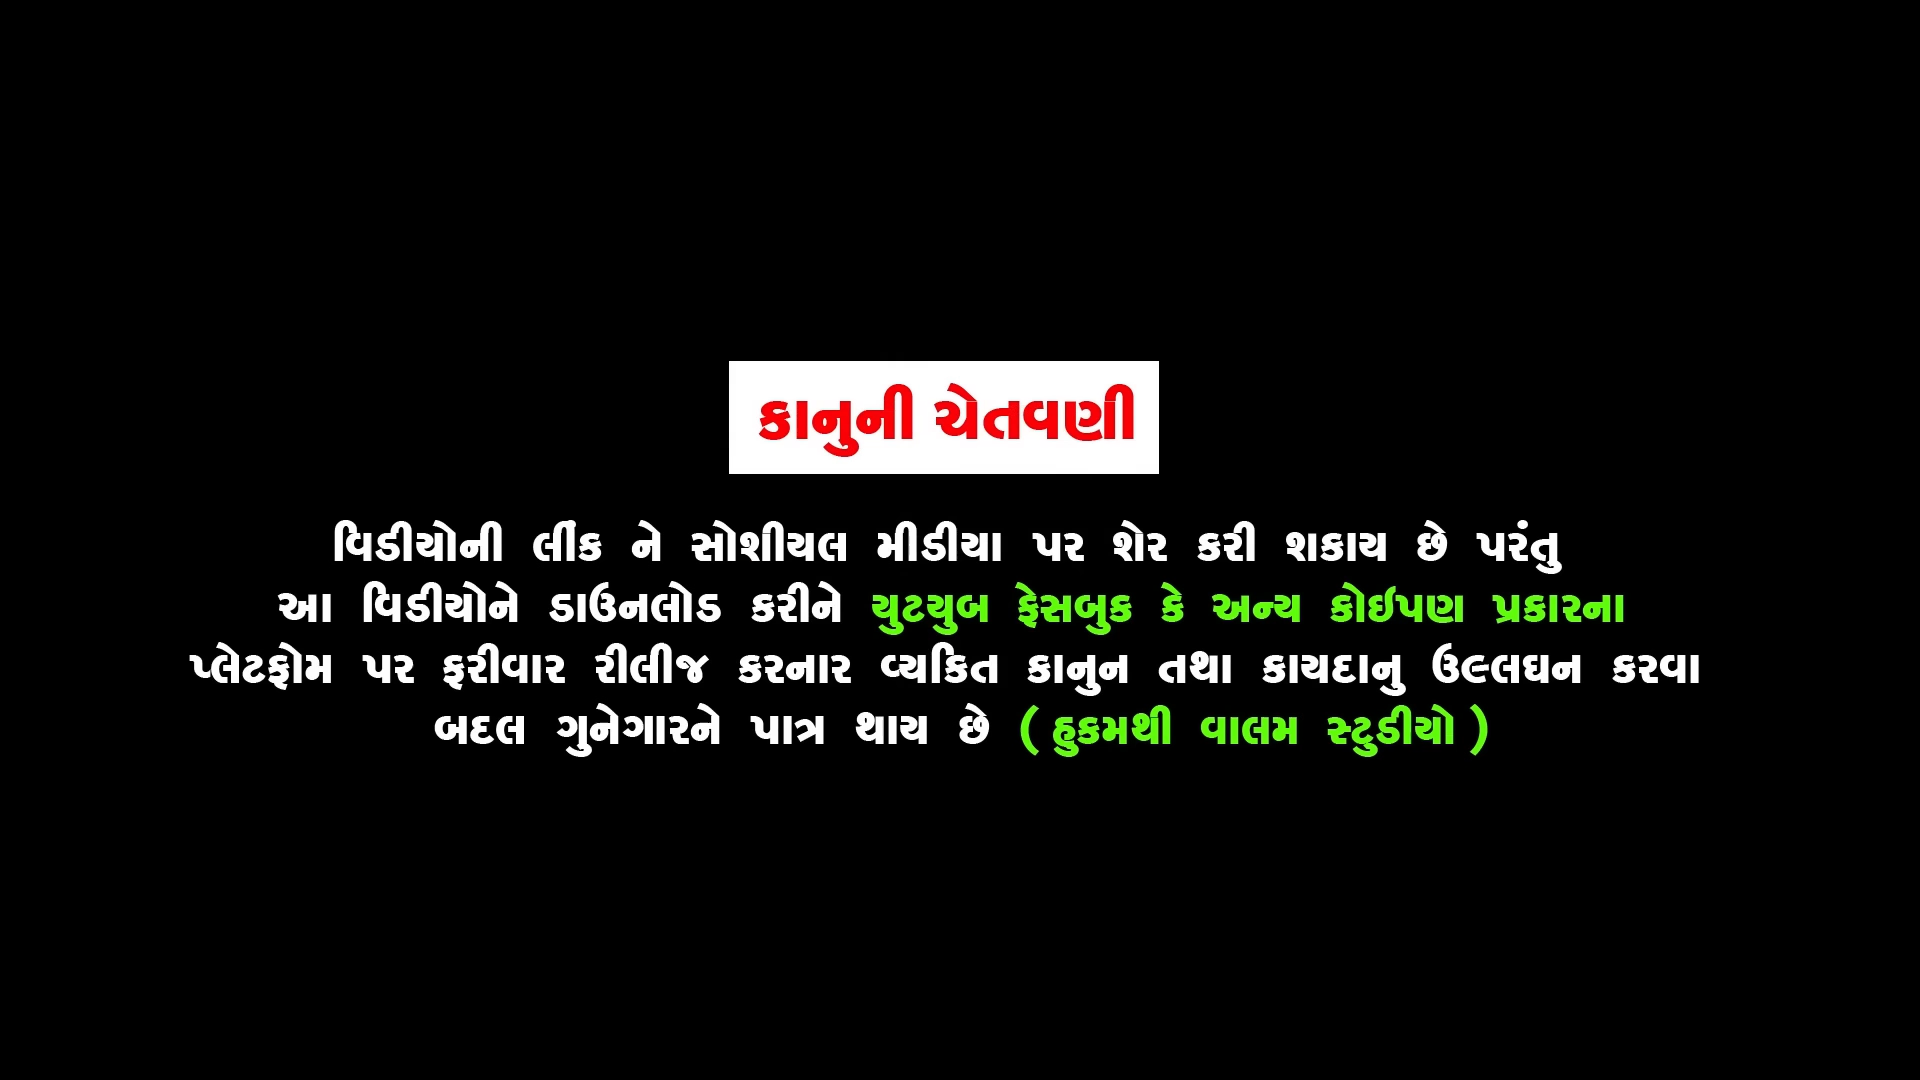 કાનુની ચેતવણી
વિડીયોની લીંક ને સોશીયલ મીડીયા પર શેર કરી શકાય છે પરંતુ
આ વિડીયોને ડાઉનલોડ કરીને યુટયુબ ફેસબુક કે અન્ય કોઇપણ પ્રકારના
પ્લેટફોમ પર ફરીવાર રીલીજ કરનાર વ્યકિત કાનુન તથા કાયદાનુ ઉલ્લઘન કરવા
બદલ ગુનેગારને પાત્ર થાય છે ( હુકમથી વાલમ સ્ટુડીયો )